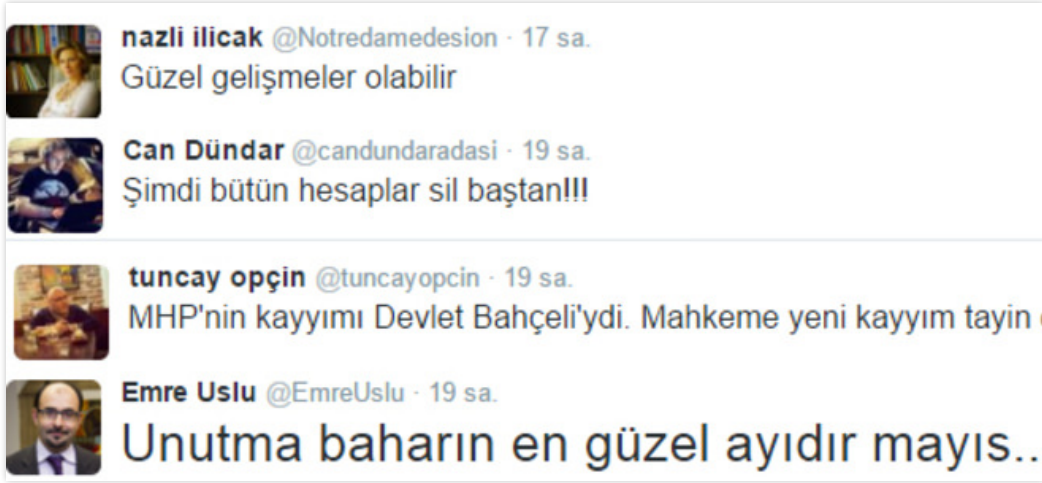 nazli ilicak @Notredamedesion · 17 sa.
Güzel gelişmeler olabilir
Can Dündar @candundaradasi · 19 sa.
Şimdi bütün hesaplar sil baştan!!!
tuncay opçin @tuncayopcin · 19 sa.
MHP'nin kayyımı Devlet Bahçeli'ydi. Mahkeme yeni kayyım tayin
Emre Uslu @EmreUslu · 19 sa.
Unutma baharın en güzel ayıdır mayıs..